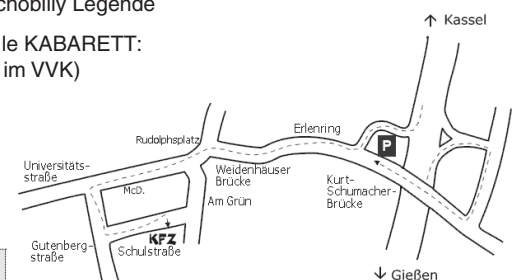 chobilly Legende
le KABARETT:
im VVK)
↑ Kassel
Erlenring
Rudolphsplatz
P
Universitäts-
straße
McD.
Weidenhäuser
Brücke
Kurt-
Schumacher-
Brücke
Am Grün
KFZ
Gutenberg-
straße
Schulstraße
↓ Gießen